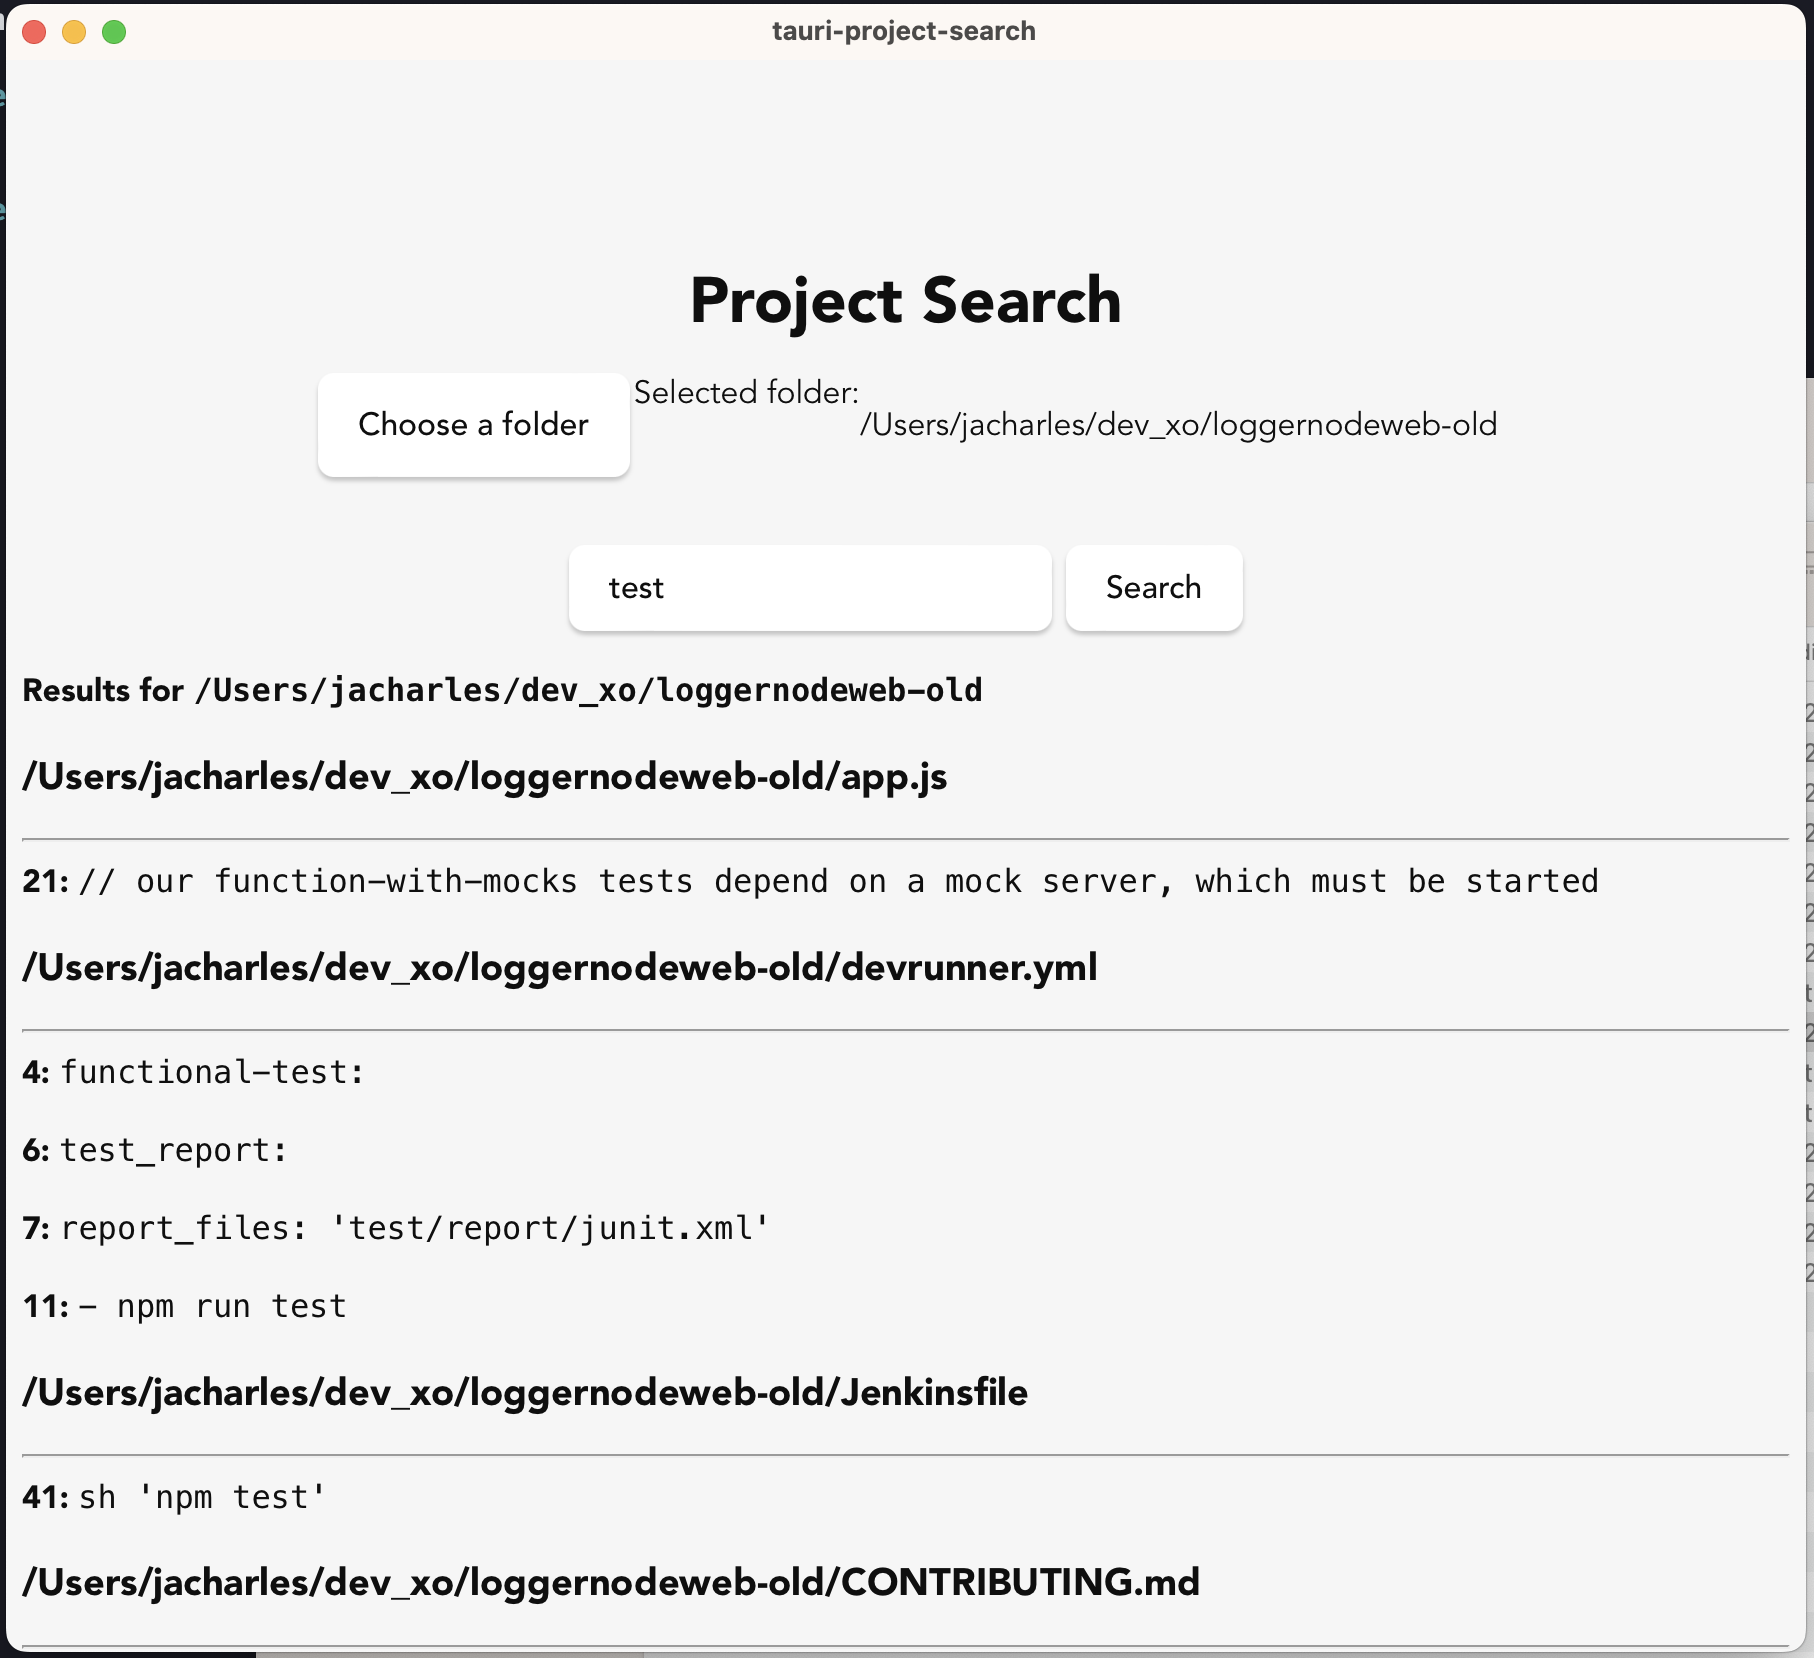 tauri-project-search
Project Search
Choose a folder
Selected folder:
/Users/jacharles/dev_xo/loggernodeweb-old
test
Search
Results for /Users/jacharles/dev_xo/loggernodeweb-old
/Users/jacharles/dev_xo/loggernodeweb-old/app.js
21: // our function-with-mocks tests depend on a mock server, which must be started
/Users/jacharles/dev_xo/loggernodeweb-old/devrunner.yml
4: functional-test:
6: test_report:
7: report_files: 'test/report/junit.xml'
11: - npm run test
/Users/jacharles/dev_xo/loggernodeweb-old/Jenkinsfile
41: sh 'npm test'
/Users/jacharles/dev_xo/loggernodeweb-old/CONTRIBUTING.md